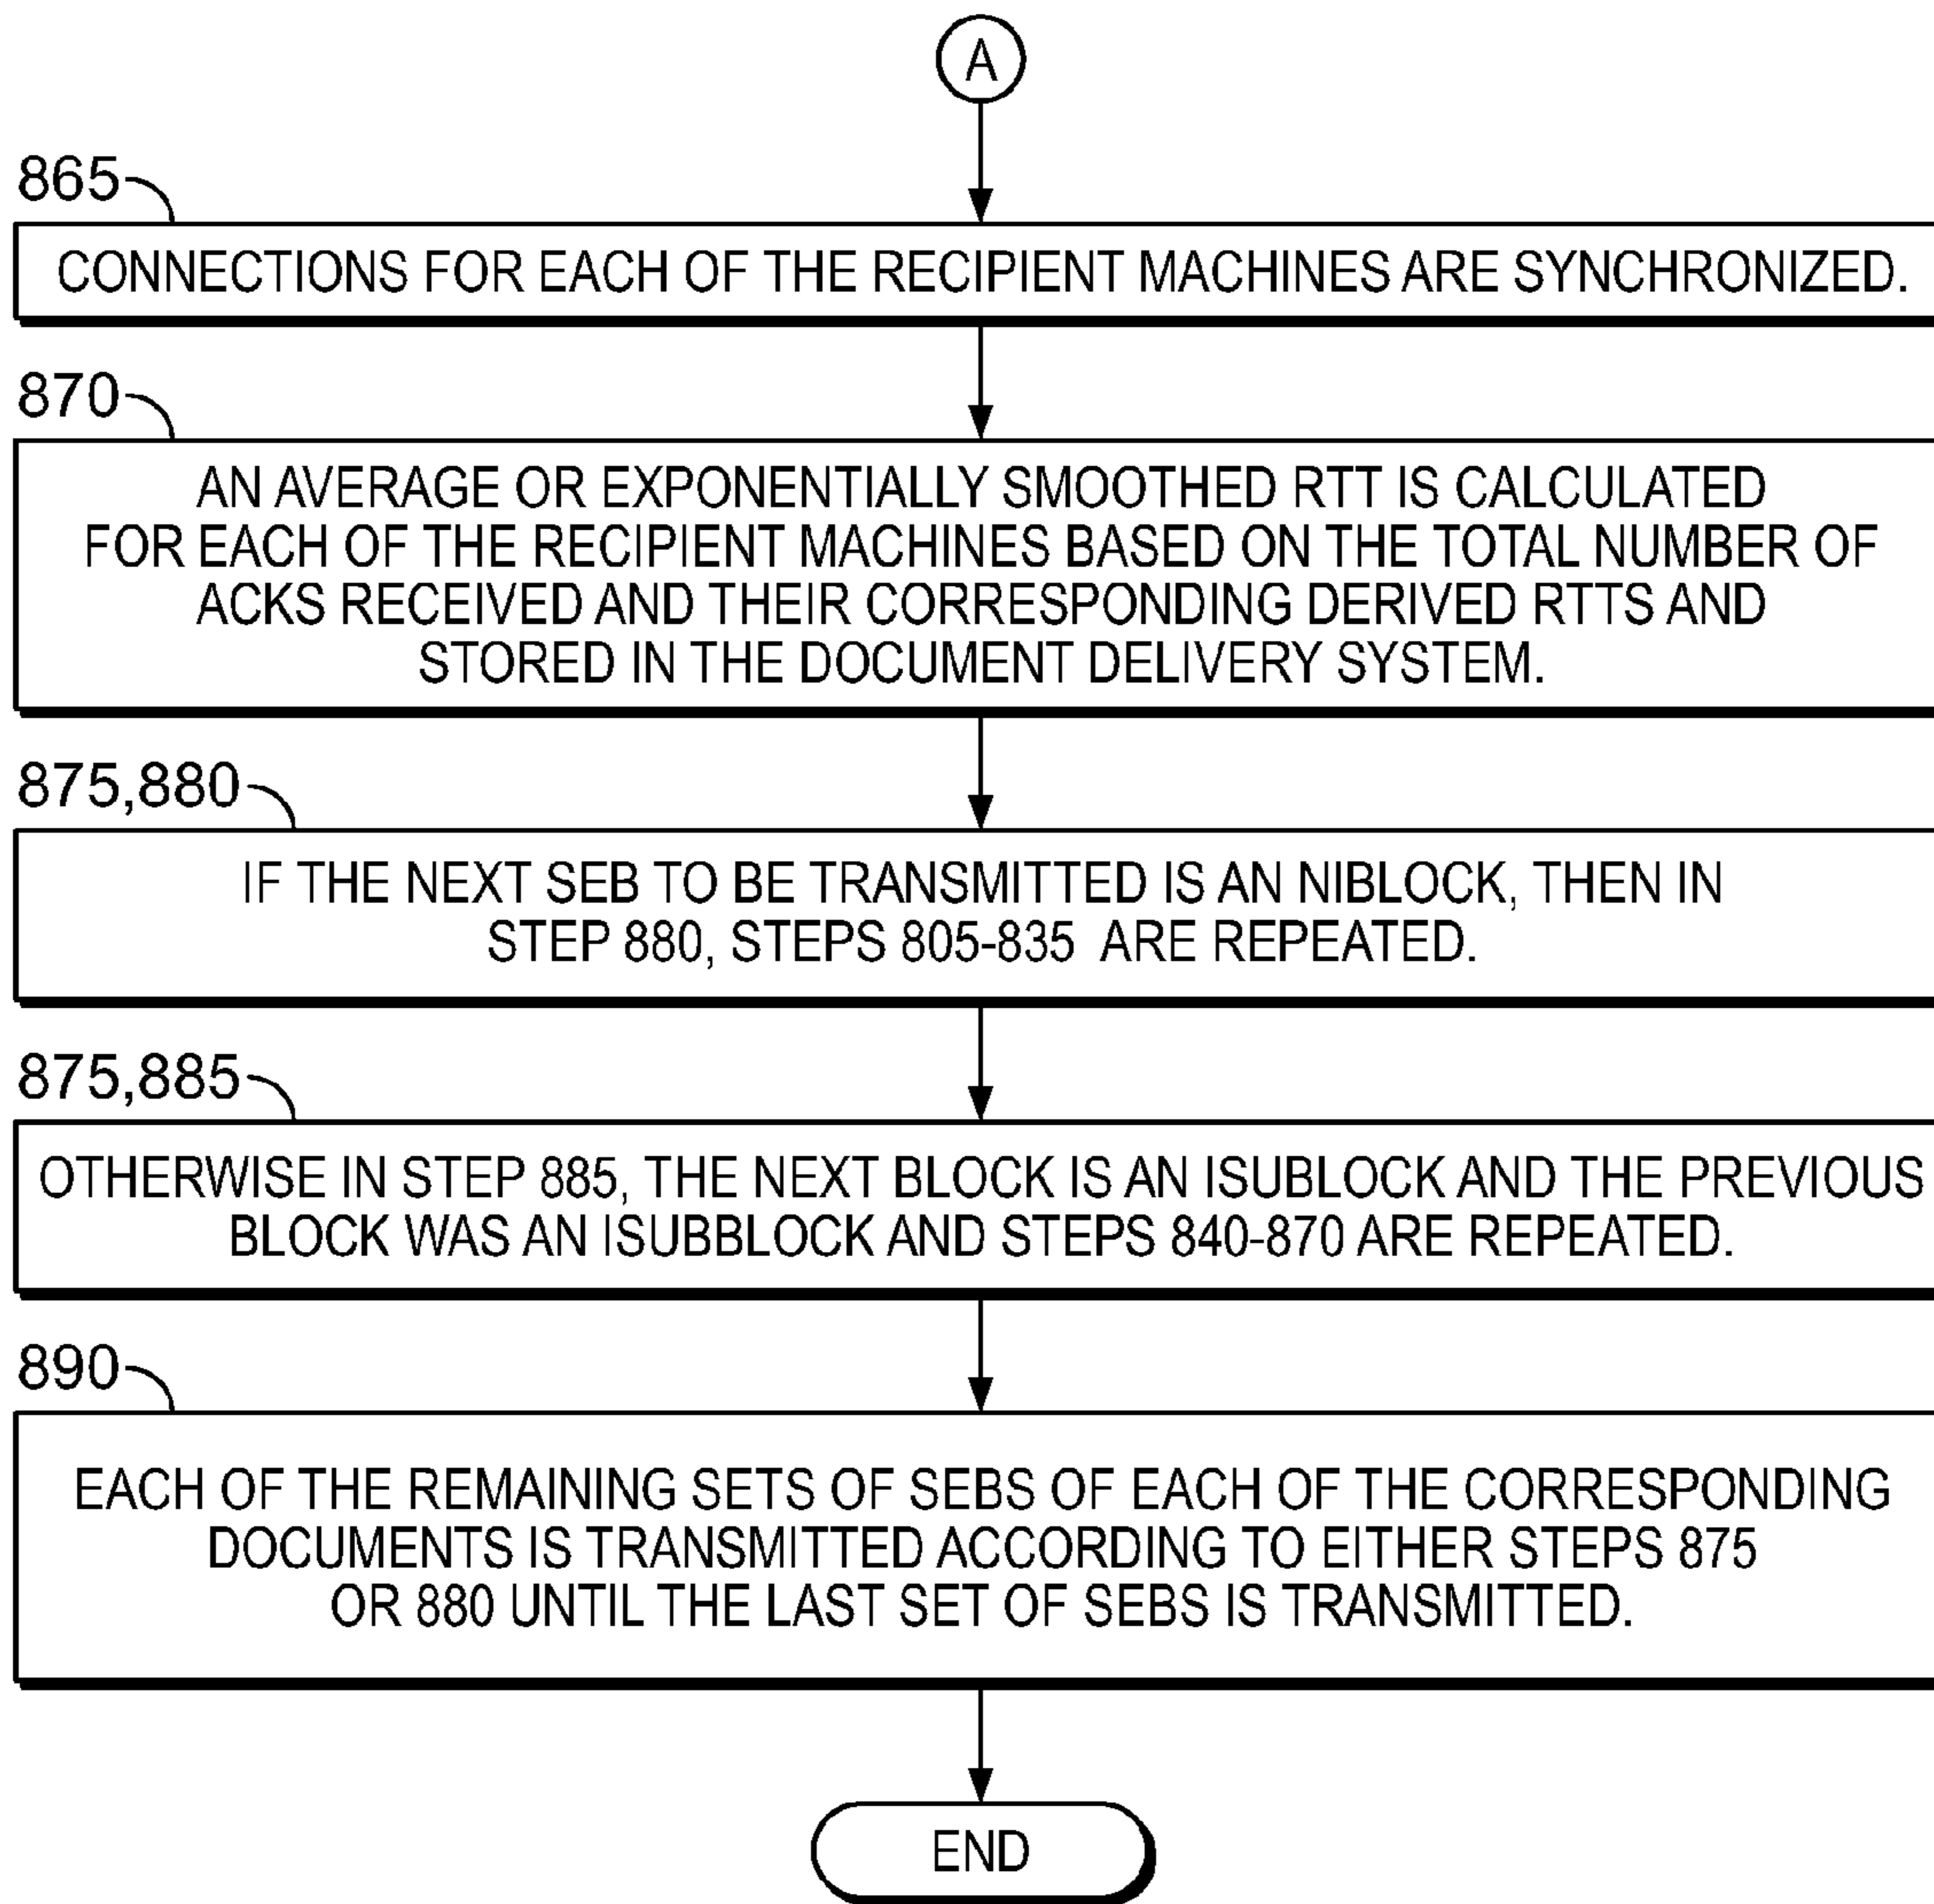 A
865
CONNECTIONS FOR EACH OF THE RECIPIENT MACHINES ARE SYNCHRONIZED.
870
AN AVERAGE OR EXPONENTIALLY SMOOTHED RTT IS CALCULATED
FOR EACH OF THE RECIPIENT MACHINES BASED ON THE TOTAL NUMBER OF
ACKS RECEIVED AND THEIR CORRESPONDING DERIVED RTTS AND
STORED IN THE DOCUMENT DELIVERY SYSTEM.
875,880
IF THE NEXT SEB TO BE TRANSMITTED IS AN NIBLOCK, THEN IN
STEP 880, STEPS 805-835 ARE REPEATED.
875,885
OTHERWISE IN STEP 885, THE NEXT BLOCK IS AN ISUBLOCK AND THE PREVIOUS
BLOCK WAS AN ISUBBLOCK AND STEPS 840-870 ARE REPEATED.
890
EACH OF THE REMAINING SETS OF SEBS OF EACH OF THE CORRESPONDING
DOCUMENTS IS TRANSMITTED ACCORDING TO EITHER STEPS 875
OR 880 UNTIL THE LAST SET OF SEBS IS TRANSMITTED.
END